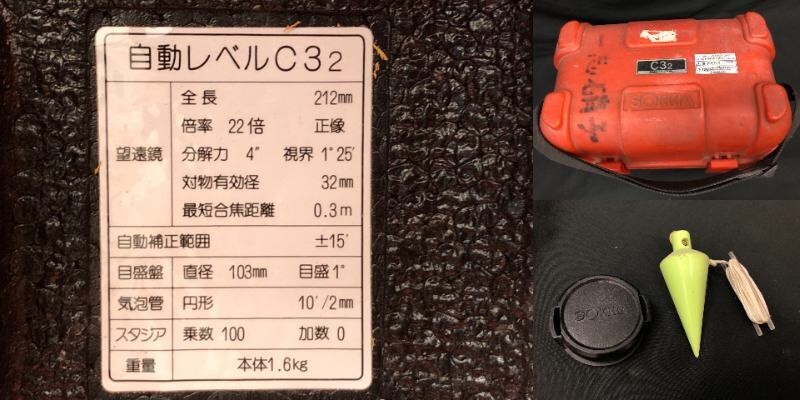 自動レベルC32
望遠鏡
全長 212mm
倍率 22倍 正像
分解力 4″ 視界 1°25′
対物有効径 32mm
最短合焦距離 0.3m
自動補正範囲 ±15′
目盛盤 直径 103mm 目盛1°
気泡管 円形 10′/2mm
スタジア 乗数 100 加数 0
重量 本体1.6kg
C32
SOKKIA
SOKKIA